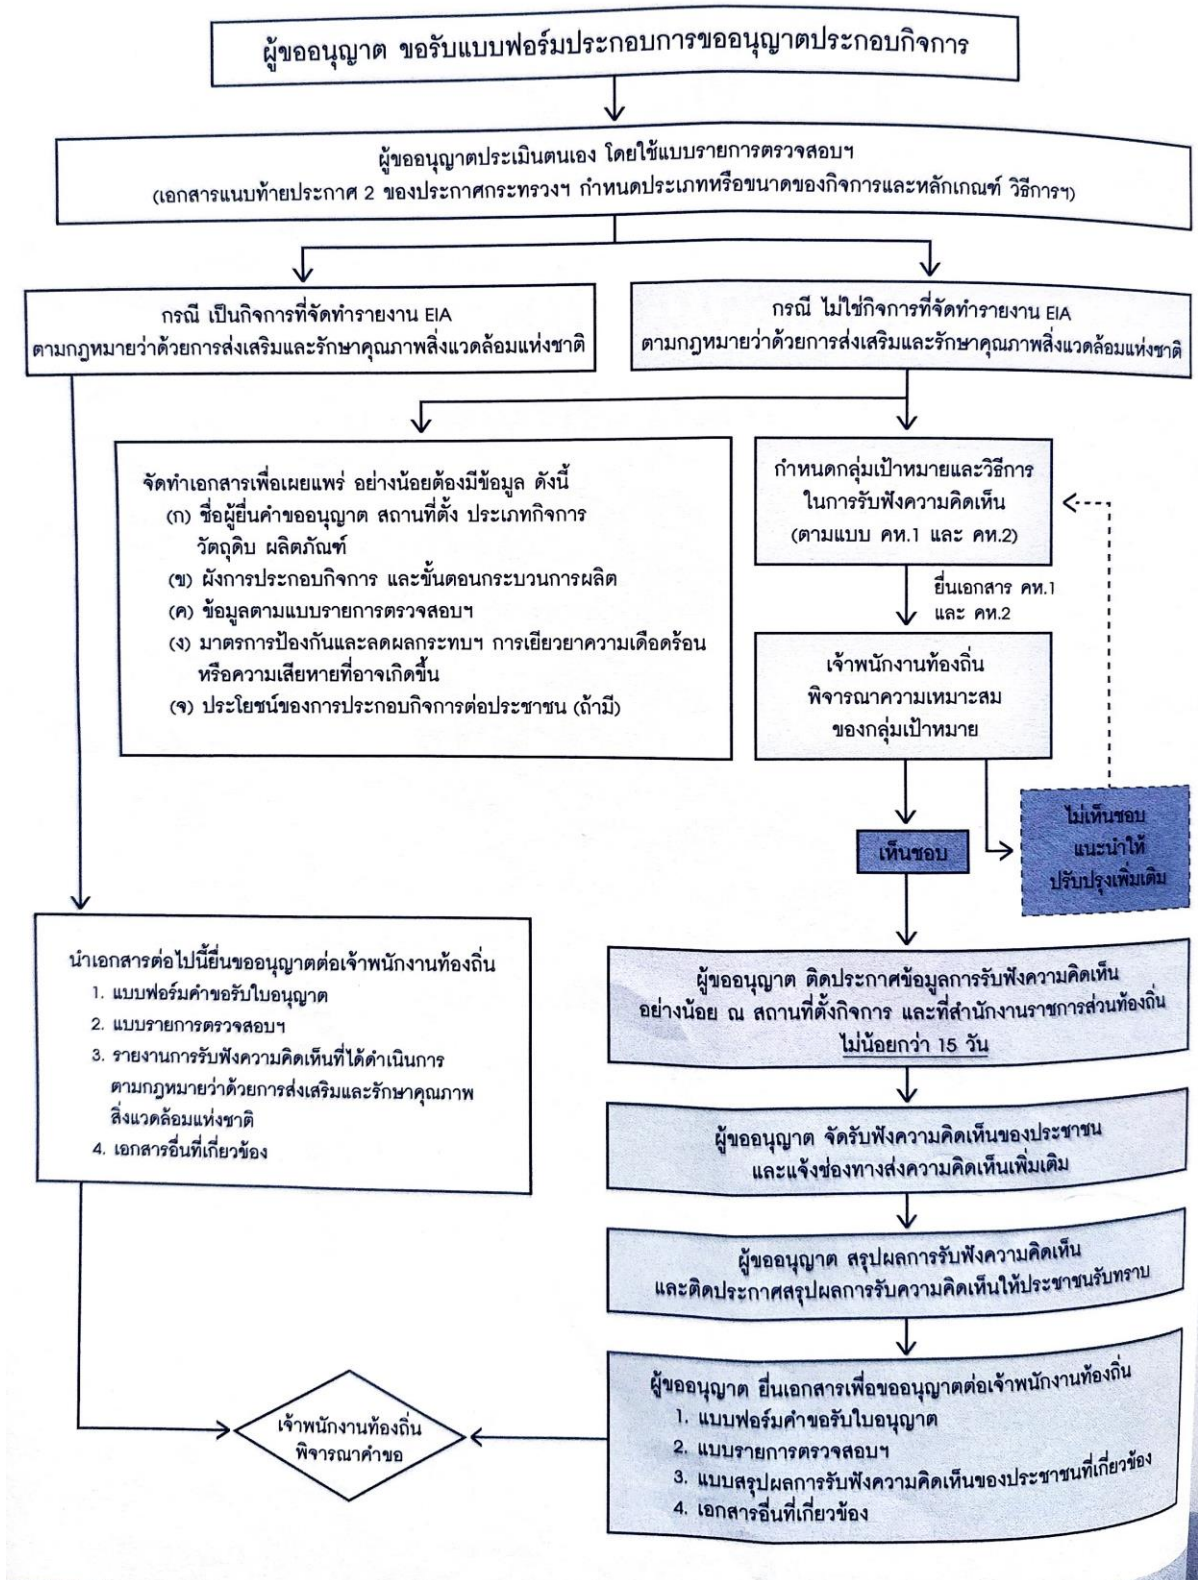 ผู้ขออนุญาต ขอรับแบบฟอร์มประกอบการขออนุญาตประกอบกิจการ
ผู้ขออนุญาตประเมินตนเอง โดยใช้แบบรายการตรวจสอบฯ
(เอกสารแนบท้ายประกาศ 2 ของประกาศกระทรวงฯ กำหนดประเภทหรือขนาดของกิจการและหลักเกณฑ์ วิธีการฯ)
กรณี เป็นกิจการที่จัดทำรายงาน EIA
ตามกฎหมายว่าด้วยการส่งเสริมและรักษาคุณภาพสิ่งแวดล้อมแห่งชาติ
กรณี ไม่ใช่กิจการที่จัดทำรายงาน EIA
ตามกฎหมายว่าด้วยการส่งเสริมและรักษาคุณภาพสิ่งแวดล้อมแห่งชาติ
จัดทำเอกสารเพื่อเผยแพร่ อย่างน้อยต้องมีข้อมูล ดังนี้
(ก) ชื่อผู้ยื่นคำขออนุญาต สถานที่ตั้ง ประเภทกิจการ
วัตถุดิบ ผลิตภัณฑ์
(ข) ผังการประกอบกิจการ และขั้นตอนกระบวนการผลิต
(ค) ข้อมูลตามแบบรายการตรวจสอบฯ
(ง) มาตรการป้องกันและลดผลกระทบฯ การเยียวยาความเดือดร้อน
หรือความเสียหายที่อาจเกิดขึ้น
(จ) ประโยชน์ของการประกอบกิจการต่อประชาชน (ถ้ามี)
กำหนดกลุ่มเป้าหมายและวิธีการ
ในการรับฟังความคิดเห็น
(ตามแบบ คห.1 และ คห.2)
ยื่นเอกสาร คห.1
และ คห.2
เจ้าพนักงานท้องถิ่น
พิจารณาความเหมาะสม
ของกลุ่มเป้าหมาย
เห็นชอบ
ไม่เห็นชอบ
แนะนำให้
ปรับปรุงเพิ่มเติม
นำเอกสารต่อไปนี้ยื่นขออนุญาตต่อเจ้าพนักงานท้องถิ่น
1. แบบฟอร์มคำขอรับใบอนุญาต
2. แบบรายการตรวจสอบฯ
3. รายงานการรับฟังความคิดเห็นที่ได้ดำเนินการ
ตามกฎหมายว่าด้วยการส่งเสริมและรักษาคุณภาพ
สิ่งแวดล้อมแห่งชาติ
4. เอกสารอื่นที่เกี่ยวข้อง
ผู้ขออนุญาต ติดประกาศข้อมูลการรับฟังความคิดเห็น
อย่างน้อย ณ สถานที่ตั้งกิจการ และที่สำนักงานราชการส่วนท้องถิ่น
ไม่น้อยกว่า 15 วัน
ผู้ขออนุญาต จัดรับฟังความคิดเห็นของประชาชน
และแจ้งช่องทางส่งความคิดเห็นเพิ่มเติม
ผู้ขออนุญาต สรุปผลการรับฟังความคิดเห็น
และติดประกาศสรุปผลการรับความคิดเห็นให้ประชาชนรับทราบ
ผู้ขออนุญาต ยื่นเอกสารเพื่อขออนุญาตต่อเจ้าพนักงานท้องถิ่น
1. แบบฟอร์มคำขอรับใบอนุญาต
2. แบบรายการตรวจสอบฯ
3. แบบสรุปผลการรับฟังความคิดเห็นของประชาชนที่เกี่ยวข้อง
4. เอกสารอื่นที่เกี่ยวข้อง
เจ้าพนักงานท้องถิ่น
พิจารณาคำขอ